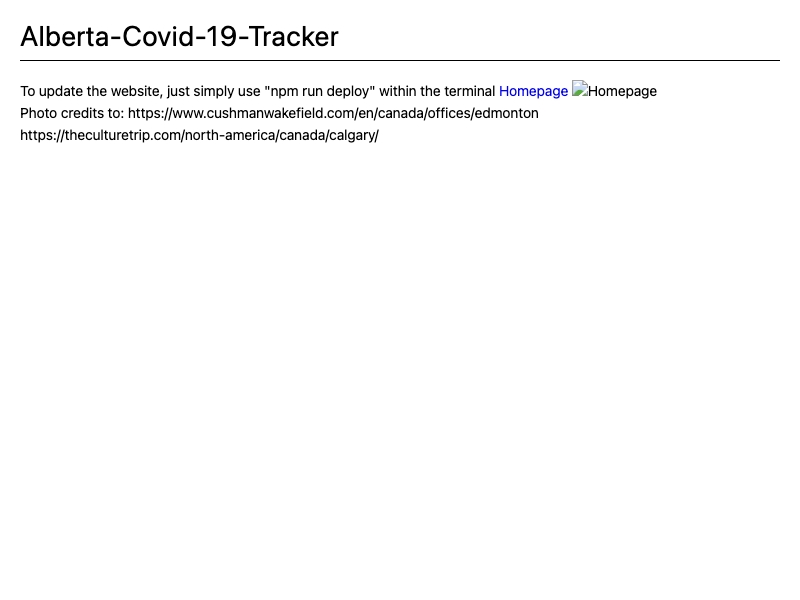 Alberta-Covid-19-Tracker
To update the website, just simply use "npm run deploy" within the terminal Homepage Homepage
Photo credits to: https://www.cushmanwakefield.com/en/canada/offices/edmonton
https://theculturetrip.com/north-america/canada/calgary/